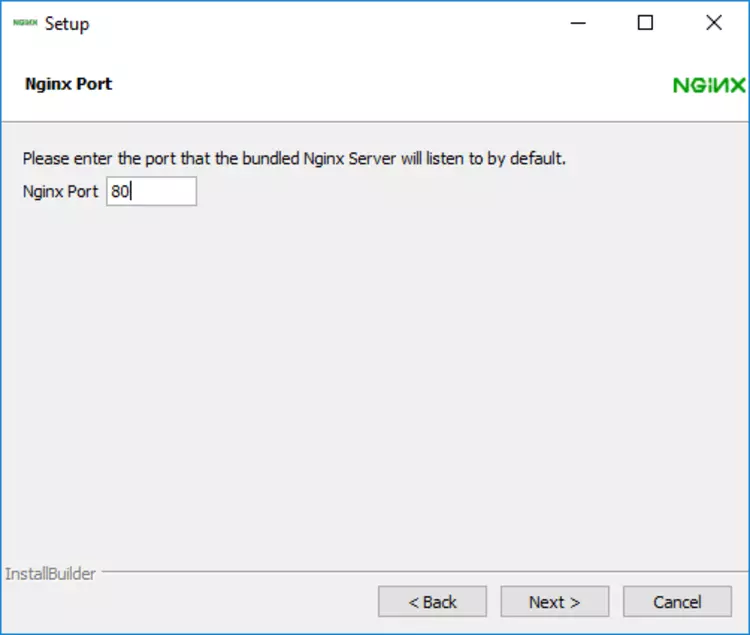 NGINX Setup
Nginx Port
NGINX
Please enter the port that the bundled Nginx Server will listen to by default.
Nginx Port 80
InstallBuilder
< Back Next > Cancel